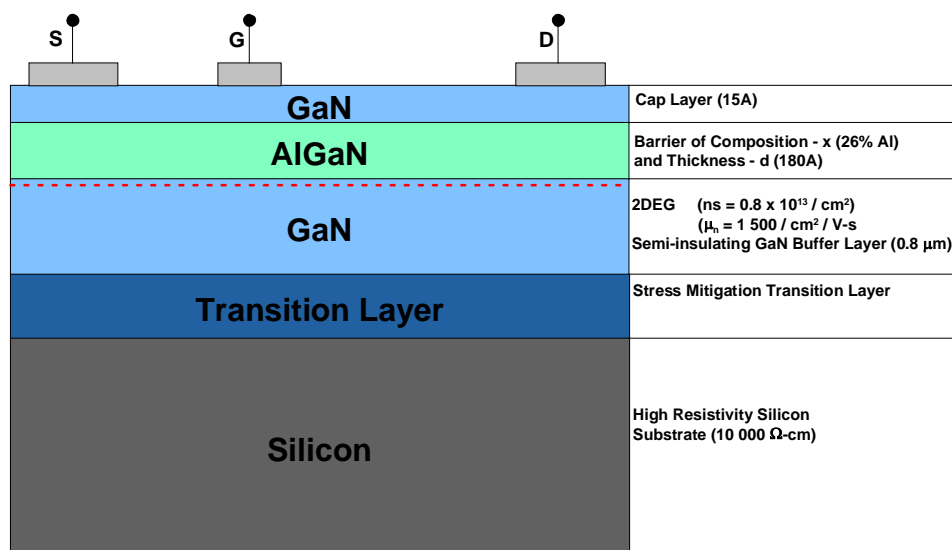 S
G
D
GaN
Cap Layer (15A)
AlGaN
Barrier of Composition - x (26% Al)
and Thickness - d (180A)
GaN
2DEG (ns = 0.8 x 10¹³ / cm²)
(μₙ = 1 500 / cm² / V-s
Semi-insulating GaN Buffer Layer (0.8 μm)
Transition Layer
Stress Mitigation Transition Layer
Silicon
High Resistivity Silicon
Substrate (10 000 Ω-cm)